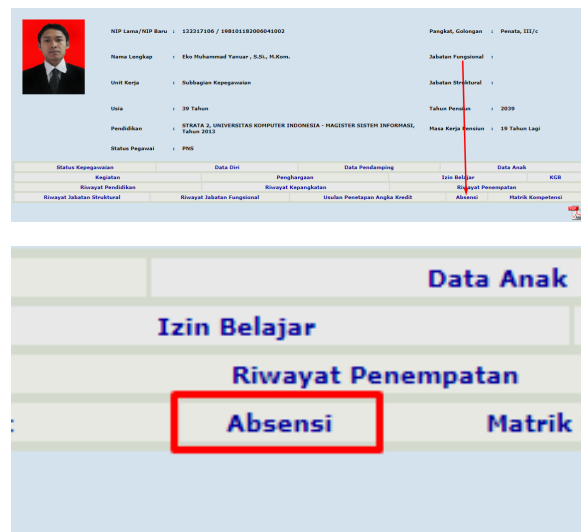 NIP Lama/NIP Baru : 132317106 / 198101182006041002 Pangkat, Golongan : Penata, III/c
Nama Lengkap : Eko Muhammad Yanuar , S.Si., M.Kom. Jabatan Fungsional :
Unit Kerja : Subbagian Kepegawaian Jabatan Struktural :
Usia : 39 Tahun Tahun Pensiun : 2039
Pendidikan : STRATA 2, UNIVERSITAS KOMPUTER INDONESIA - MAGISTER SISTEM INFORMASI, Tahun 2013 Masa Kerja Pensiun : 19 Tahun Lagi
Status Pegawai : PNS
Status Kepegawaian Data Diri Data Pendamping Data Anak
Kegiatan Penghargaan Izin Belajar KGB
Riwayat Pendidikan Riwayat Kepangkatan Riwayat Penempatan
Riwayat Jabatan Struktural Riwayat Jabatan Fungsional Usulan Penetapan Angka Kredit Absensi Matrik Kompetensi
Data Anak
Izin Belajar
Riwayat Penempatan
Absensi Matrik